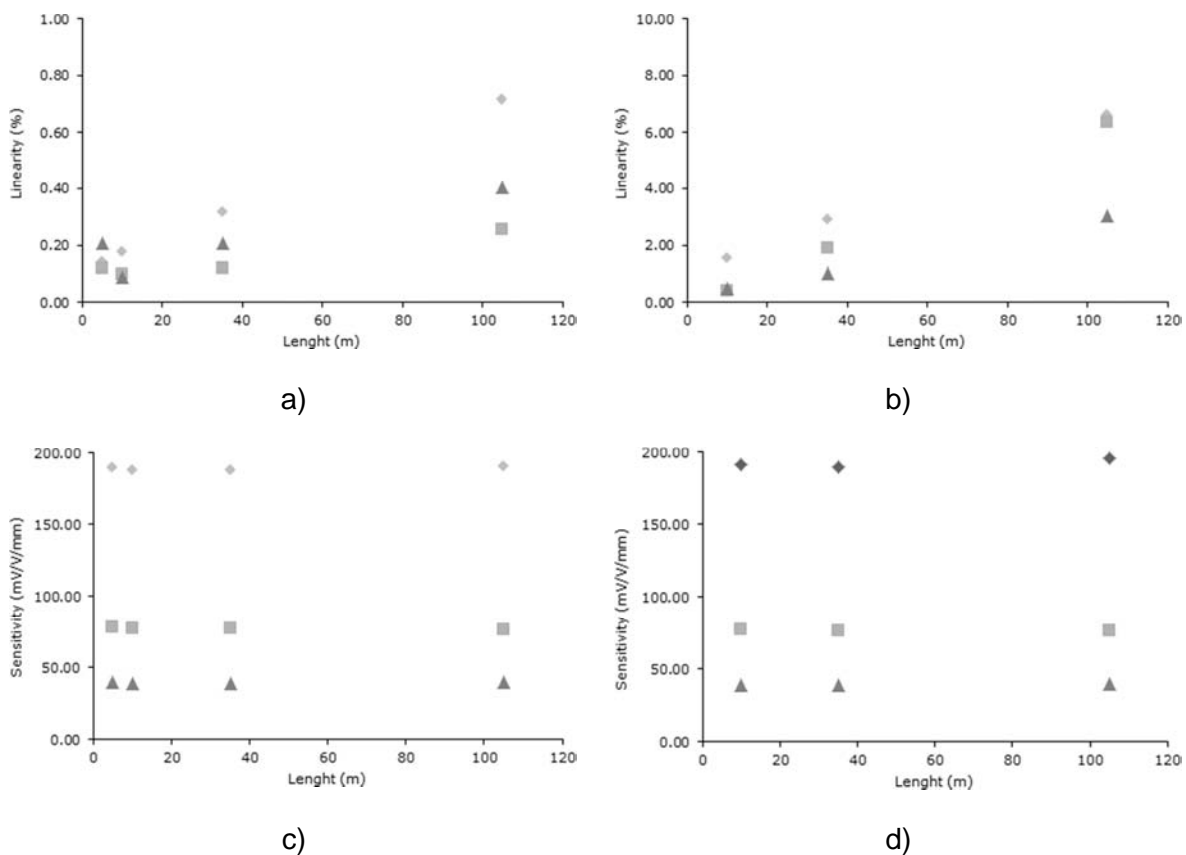 1.00
0.80
0.60
0.40
0.20
0.00
Linearity (%)
0 20 40 60 80 100 120
Lenght (m)
a)
10.00
8.00
6.00
4.00
2.00
0.00
Linearity (%)
0 20 40 60 80 100 120
Lenght (m)
b)
200.00
150.00
100.00
50.00
0.00
Sensitivity (mV/V/mm)
0 20 40 60 80 100 120
Lenght (m)
c)
200.00
150.00
100.00
50.00
0.00
Sensitivity (mV/V/mm)
0 20 40 60 80 100 120
Lenght (m)
d)